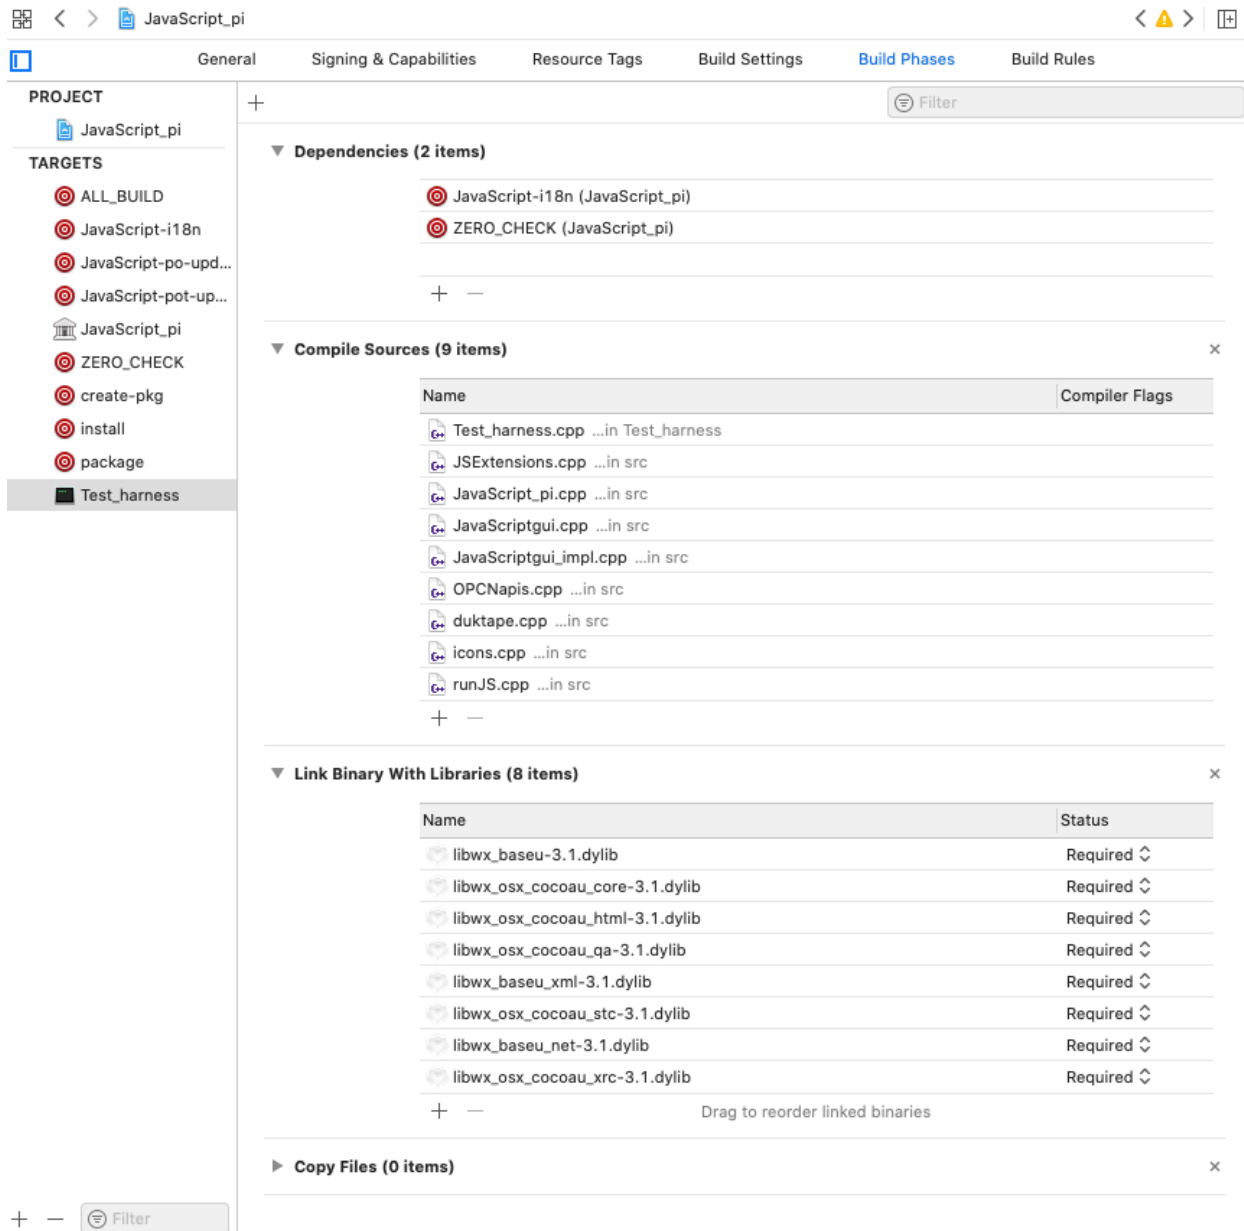 JavaScript_pi
General Signing & Capabilities Resource Tags Build Settings Build Phases Build Rules
PROJECT
JavaScript_pi
TARGETS
ALL_BUILD
JavaScript-i18n
JavaScript-po-upd...
JavaScript-pot-up...
JavaScript_pi
ZERO_CHECK
create-pkg
install
package
Test_harness
Filter
Filter
Dependencies (2 items)
JavaScript-i18n (JavaScript_pi)
ZERO_CHECK (JavaScript_pi)
Compile Sources (9 items)
Name Compiler Flags
Test_harness.cpp ...in Test_harness
JSExtensions.cpp ...in src
JavaScript_pi.cpp ...in src
JavaScriptgui.cpp ...in src
JavaScriptgui_impl.cpp ...in src
OPCNapis.cpp ...in src
duktape.cpp ...in src
icons.cpp ...in src
runJS.cpp ...in src
Link Binary With Libraries (8 items)
Name Status
libwx_baseu-3.1.dylib Required
libwx_osx_cocoau_core-3.1.dylib Required
libwx_osx_cocoau_html-3.1.dylib Required
libwx_osx_cocoau_qa-3.1.dylib Required
libwx_baseu_xml-3.1.dylib Required
libwx_osx_cocoau_stc-3.1.dylib Required
libwx_baseu_net-3.1.dylib Required
libwx_osx_cocoau_xrc-3.1.dylib Required
Drag to reorder linked binaries
Copy Files (0 items)